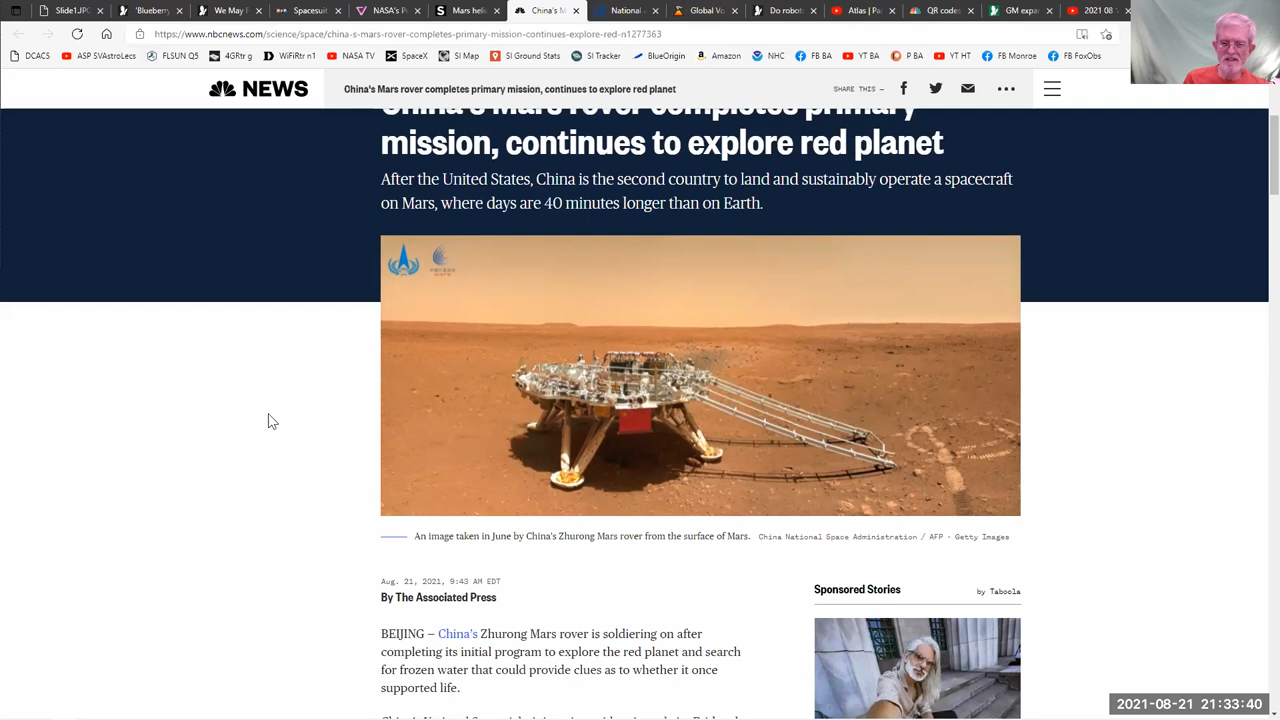 Slide1.JPG
Blueberry
We May F
Spacesuit
NASA's Po
Mars heli
China's M
National
Global Vo
Do robot
Atlas | Pa
QR codes
GM expa
2021 08
https://www.nbcnews.com/science/space/china-s-mars-rover-completes-primary-mission-continues-explore-red-n1277363
DCACS
ASP SVAstroLecs
FLSUN Q5
4GRtr n1
WiFiRtr n1
NASA TV
SpaceX
SI Map
SI Ground Stats
SI Tracker
BlueOrigin
Amazon
NHC
FB BA
YT BA
P BA
YT HT
FB Monroe
FB FoxObs
NEWS
China's Mars rover completes primary mission, continues to explore red planet
SHARE THIS —
China's Mars rover completes primary
mission, continues to explore red planet
After the United States, China is the second country to land and sustainably operate a spacecraft
on Mars, where days are 40 minutes longer than on Earth.
An image taken in June by China's Zhurong Mars rover from the surface of Mars. China National Space Administration / AFP - Getty Images
Aug. 21, 2021, 9:43 AM EDT
By The Associated Press
Sponsored Stories
by Taboola
BEIJING — China's Zhurong Mars rover is soldiering on after
completing its initial program to explore the red planet and search
for frozen water that could provide clues as to whether it once
supported life.
2021-08-21 21:33:40